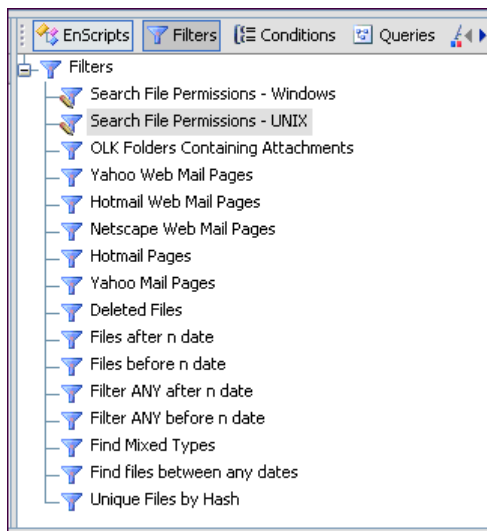 EnScripts Filters Conditions Queries
Filters
Search File Permissions - Windows
Search File Permissions - UNIX
OLK Folders Containing Attachments
Yahoo Web Mail Pages
Hotmail Web Mail Pages
Netscape Web Mail Pages
Hotmail Pages
Yahoo Mail Pages
Deleted Files
Files after n date
Files before n date
Filter ANY after n date
Filter ANY before n date
Find Mixed Types
Find files between any dates
Unique Files by Hash